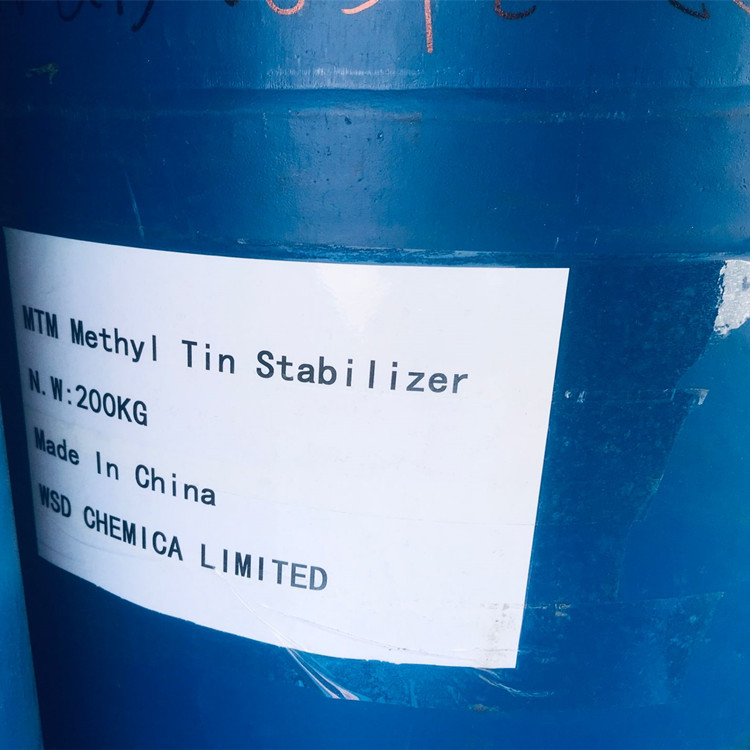 MTM Methyl Tin Stabilizer
N.W:200KG
Made In China
WSD CHEMICA LIMITED